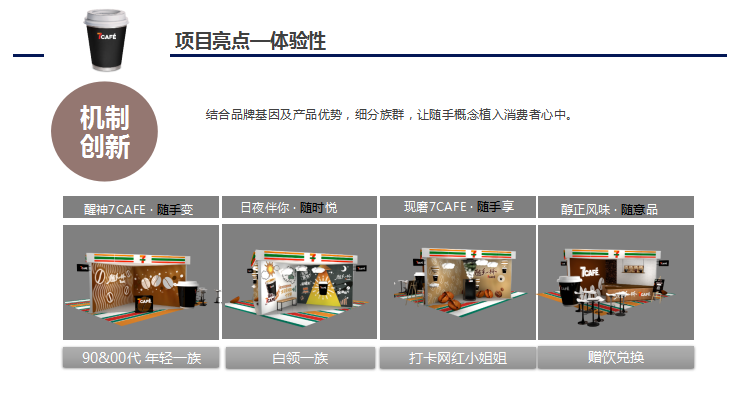 7CAFÉ
项目亮点—体验性
机制
创新
结合品牌基因及产品优势，细分族群，让随手概念植入消费者心中。
醒神7CAFE · 随手变
日夜伴你 · 随时悦
现磨7CAFE · 随手享
醇正风味 · 随意品
7CAFÉ
7CAFÉ
90&00代 年轻一族
白领一族
打卡网红小姐姐
赠饮兑换